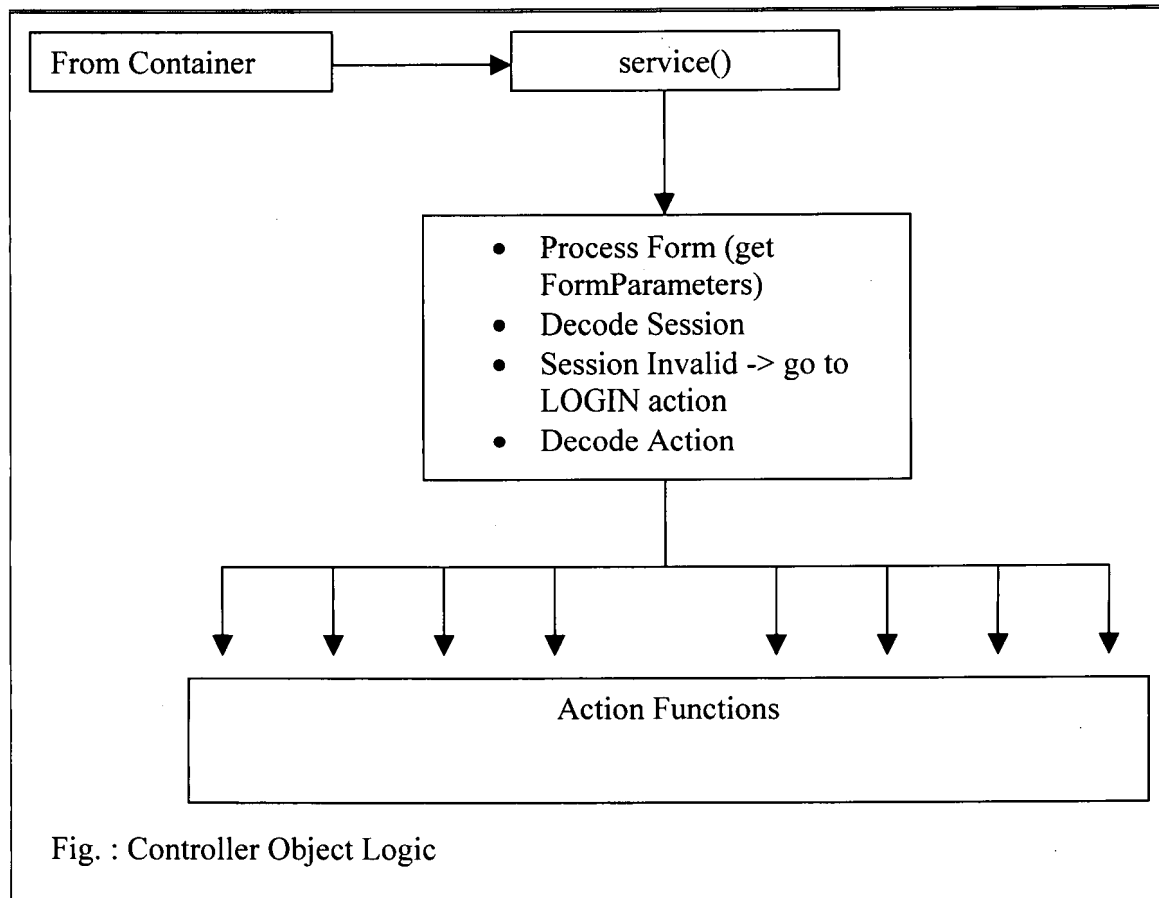 From Container
service()
• Process Form (get
FormParameters)
• Decode Session
• Session Invalid -> go to
LOGIN action
• Decode Action
Action Functions
Fig. : Controller Object Logic